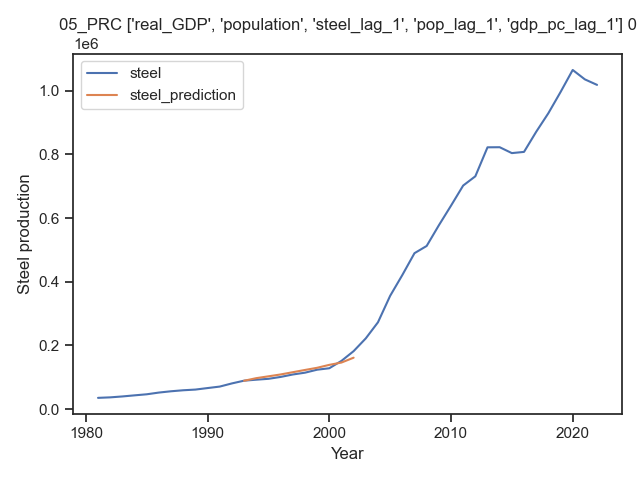 05_PRC ['real_GDP', 'population', 'steel_lag_1', 'pop_lag_1', 'gdp_pc_lag_1'] 0
1e6
steel
steel_prediction
1.0
0.8
0.6
0.4
0.2
0.0
Steel production
1980
1990
2000
2010
2020
Year